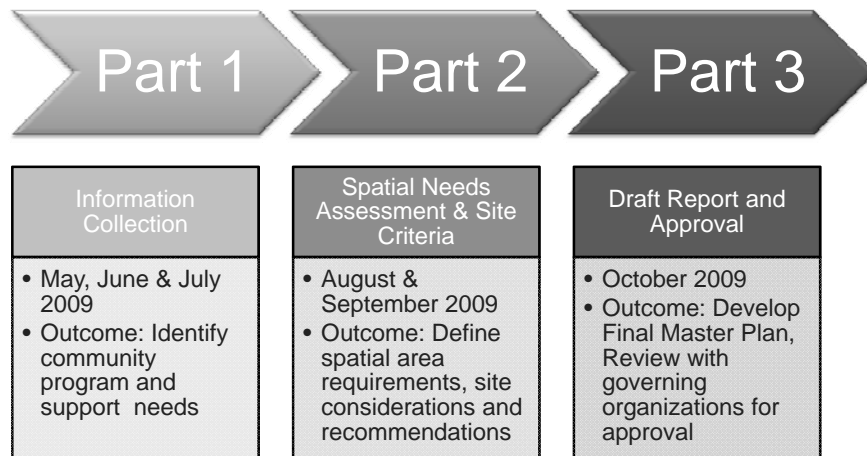 Part 1
Part 2
Part 3
Information
Collection
• May, June & July
2009
• Outcome: Identify
community
program and
support needs
Spatial Needs
Assessment & Site
Criteria
• August &
September 2009
• Outcome: Define
spatial area
requirements, site
considerations and
recommendations
Draft Report and
Approval
• October 2009
• Outcome: Develop
Final Master Plan,
Review with
governing
organizations for
approval